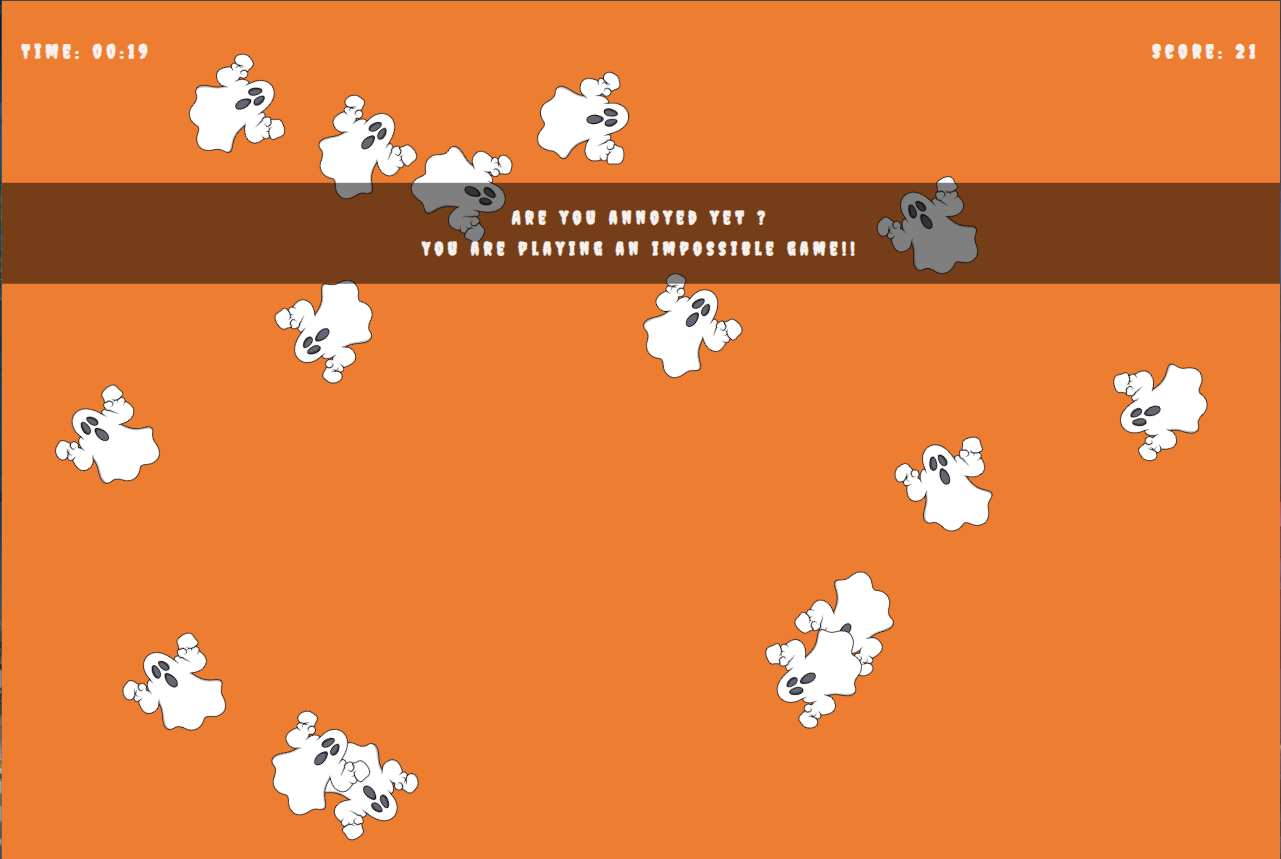 TIME: 00:19
SCORE: 21
ARE YOU ANNOYED YET ?
YOU ARE PLAYING AN IMPOSSIBLE GAME!!